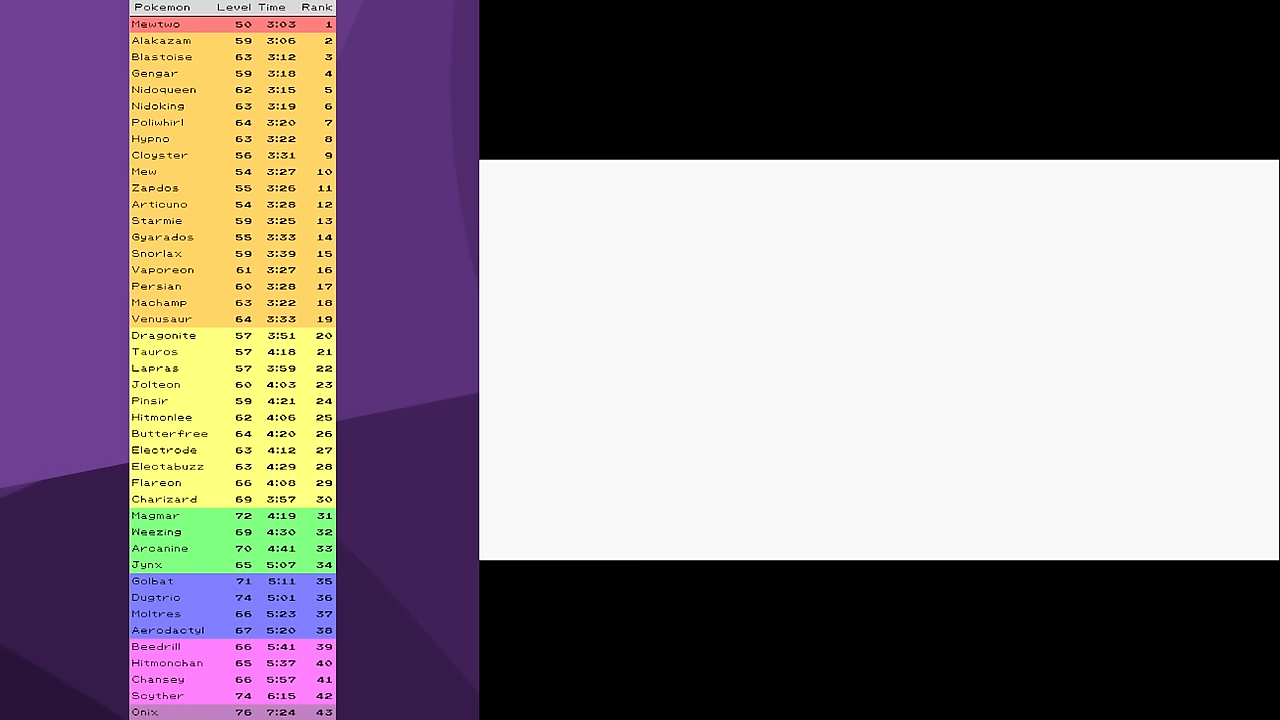 Pokemon Level Time Rank
Mewtwo 50 3:03 1
Alakazam 59 3:06 2
Blastoise 63 3:12 3
Gengar 59 3:18 4
Nidoqueen 62 3:15 5
Nidoking 63 3:19 6
Poliwhirl 64 3:20 7
Hypno 63 3:22 8
Cloyster 56 3:31 9
Mew 54 3:27 10
Zapdos 55 3:26 11
Articuno 54 3:28 12
Starmie 59 3:25 13
Gyarados 55 3:33 14
Snorlax 59 3:39 15
Vaporeon 61 3:27 16
Persian 60 3:28 17
Machamp 63 3:22 18
Venusaur 64 3:33 19
Dragonite 57 3:51 20
Tauros 57 4:18 21
Lapras 57 3:59 22
Jolteon 60 4:03 23
Pinsir 59 4:21 24
Hitmonlee 62 4:06 25
Butterfree 64 4:20 26
Electrode 63 4:12 27
Electabuzz 63 4:29 28
Flareon 66 4:08 29
Charizard 69 3:57 30
Magmar 72 4:19 31
Weezing 69 4:30 32
Arcanine 70 4:41 33
Jynx 65 5:07 34
Golbat 71 5:11 35
Dugtrio 74 5:01 36
Moltres 66 5:23 37
Aerodactyl 67 5:20 38
Beedrill 66 5:41 39
Hitmonchan 65 5:37 40
Chansey 66 5:57 41
Scyther 74 6:15 42
Onix 76 7:24 43